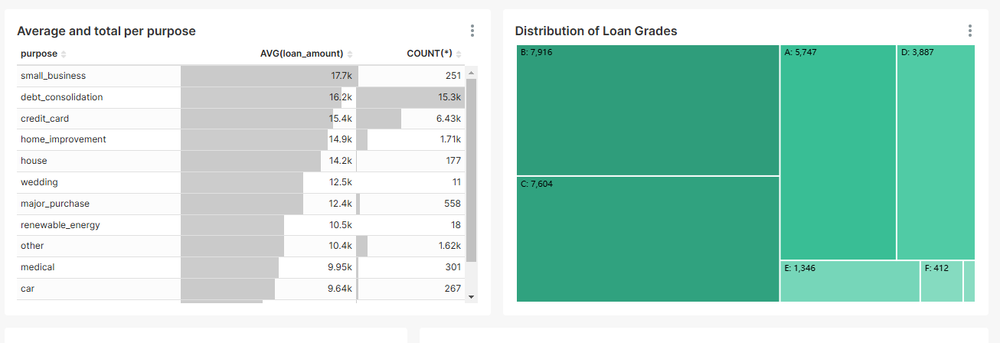 Average and total per purpose
purpose AVG(loan_amount) COUNT(*)
small_business 17.7k 251
debt_consolidation 16.2k 15.3k
credit_card 15.4k 6.43k
home_improvement 14.9k 1.71k
house 14.2k 177
wedding 12.5k 11
major_purchase 12.4k 558
renewable_energy 10.5k 18
other 10.4k 1.62k
medical 9.95k 301
car 9.64k 267
Distribution of Loan Grades
B: 7,916
A: 5,747
D: 3,887
C: 7,604
E: 1,346
F: 412